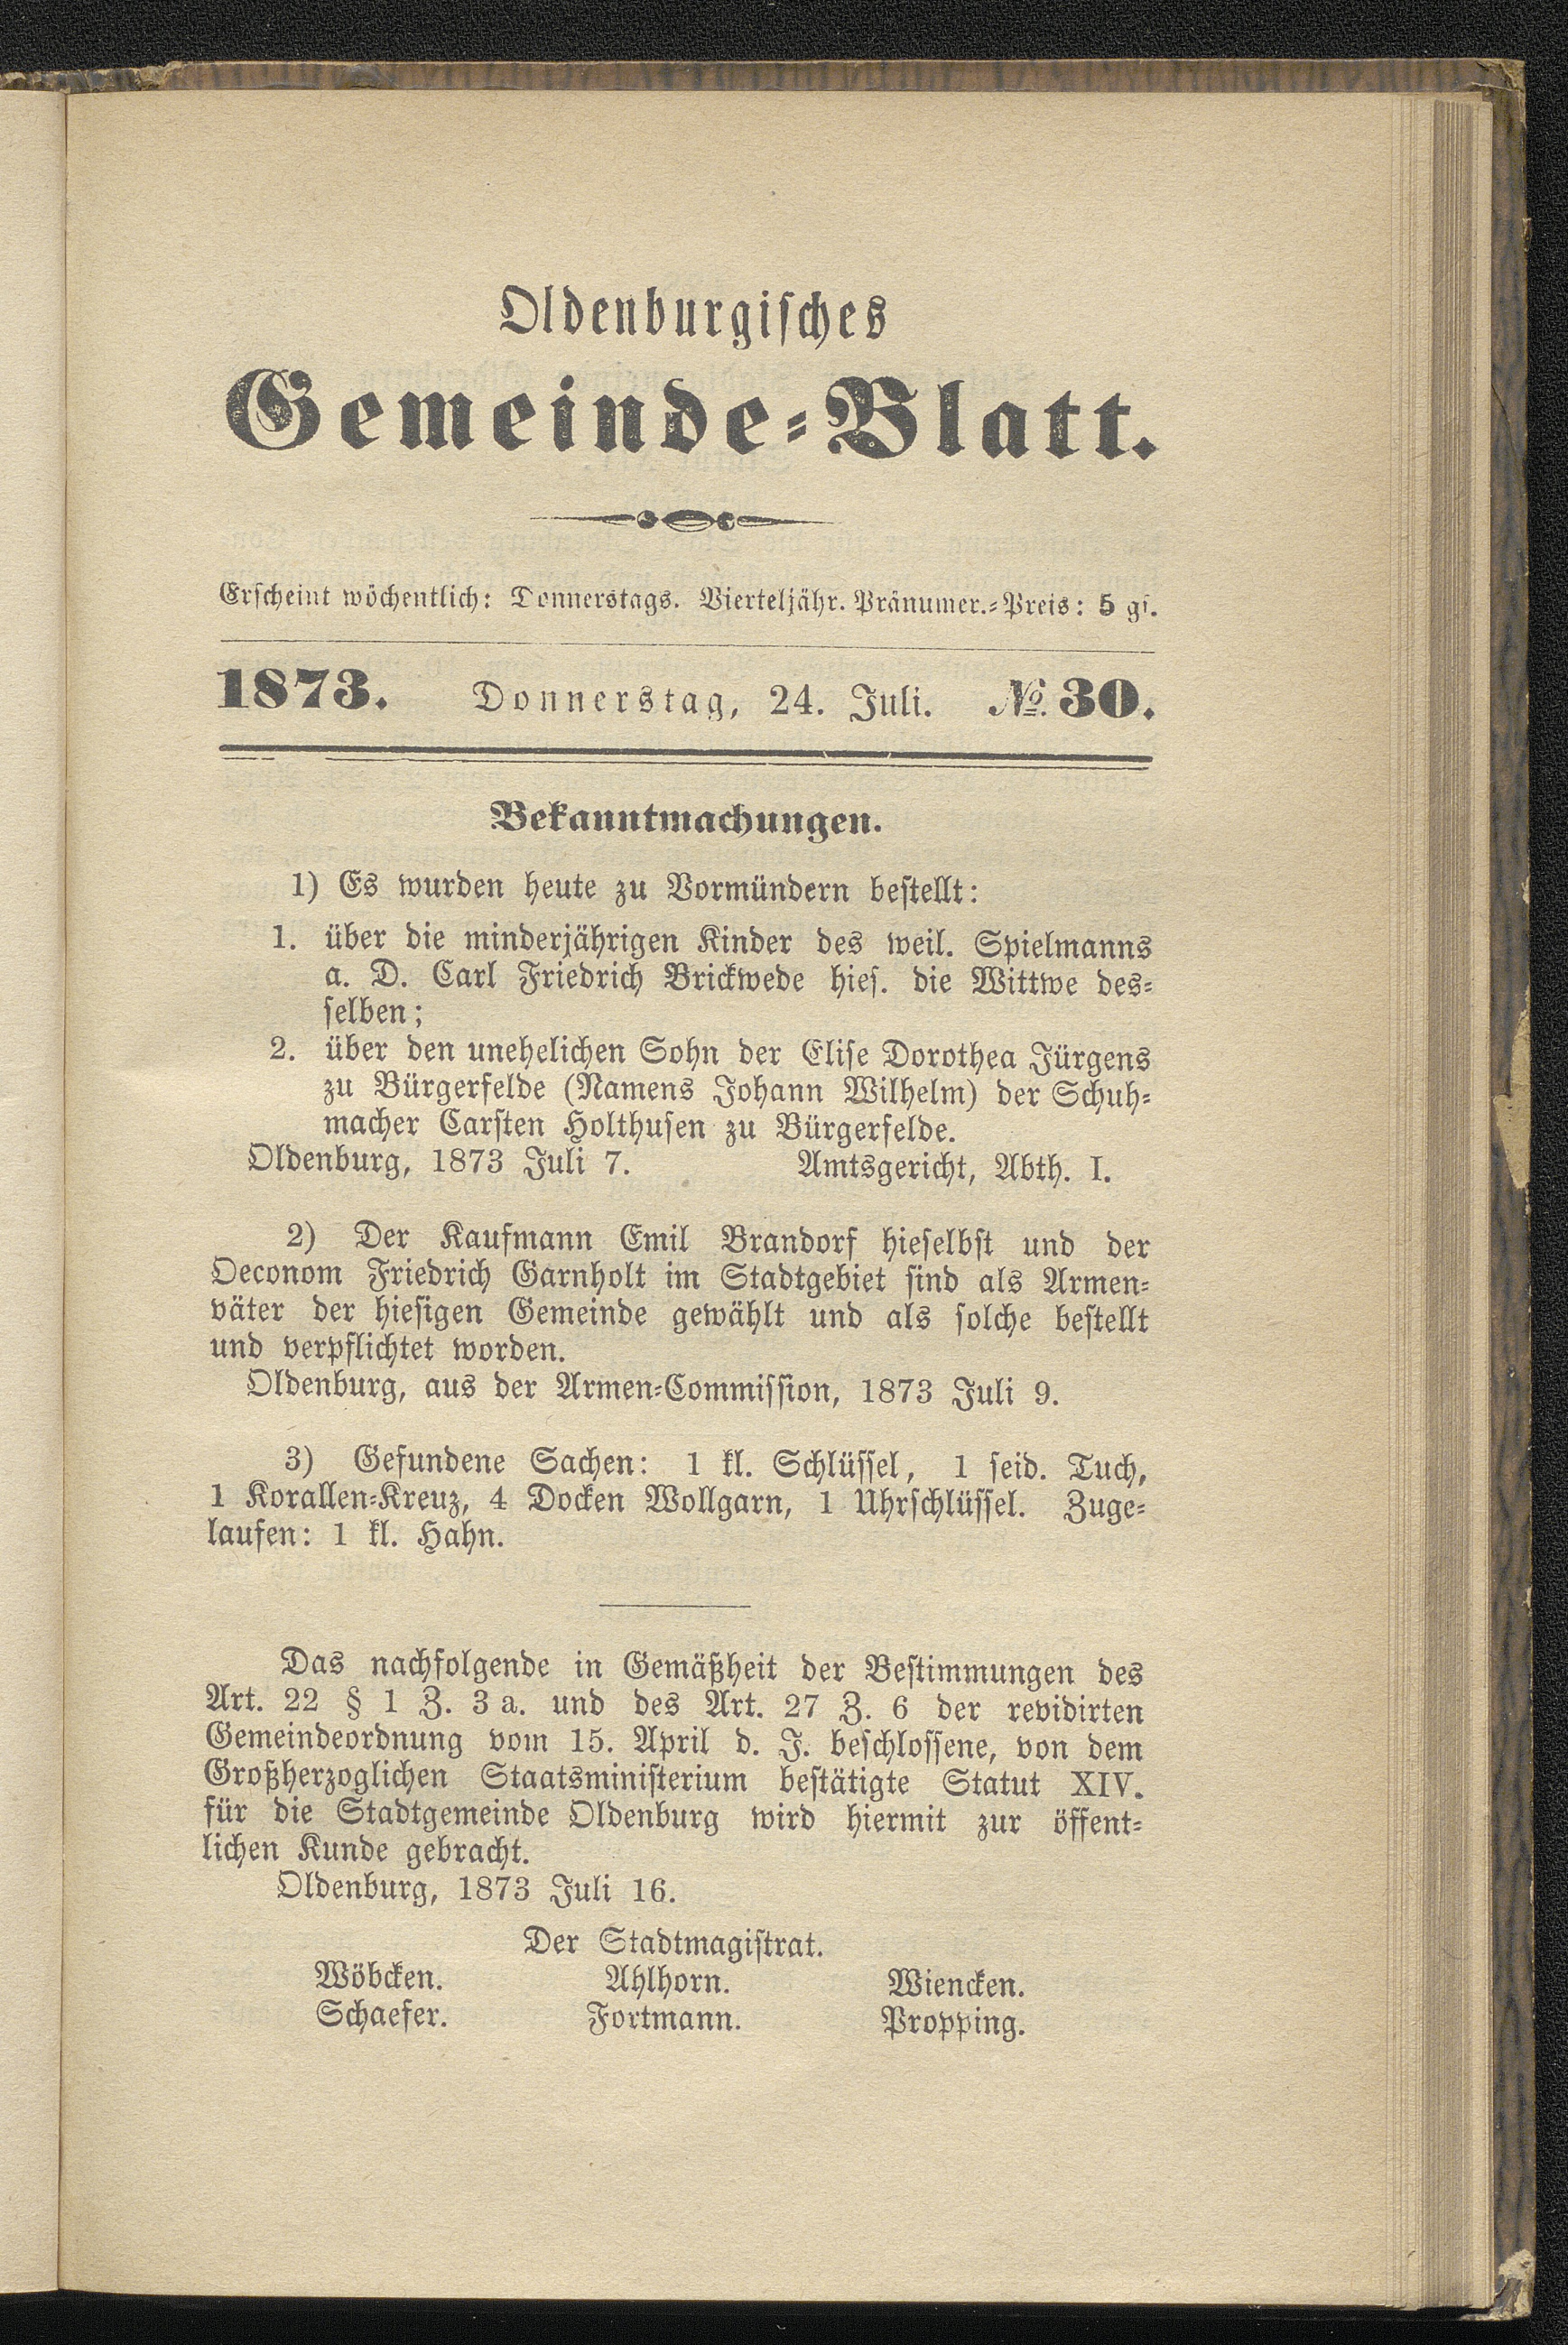 Oldenburgisches
Gemeinde-Blatt.
Erscheint wöchentlich: Donnerstags. Vierteljähr. Pränumer.-Preis: 5 gs.
1873. Donnerstag, 24. Juli. № 30.
Bekanntmachungen.
1) Es wurden heute zu Vormündern bestellt:
1. über die minderjährigen Kinder des weil. Spielmanns
a. D. Carl Friedrich Brickwede hies. die Wittwe des-
selben;
2. über den unehelichen Sohn der Elise Dorothea Jürgens
zu Bürgerfelde (Namens Johann Wilhelm) der Schuh-
macher Carsten Holthusen zu Bürgerfelde.
Oldenburg, 1873 Juli 7. Amtsgericht, Abth. I.
2) Der Kaufmann Emil Brandorf hieselbst und der
Oeconom Friedrich Garnholt im Stadtgebiet sind als Armen-
väter der hiesigen Gemeinde gewählt und als solche bestellt
und verpflichtet worden.
Oldenburg, aus der Armen-Commission, 1873 Juli 9.
3) Gefundene Sachen: 1 kl. Schlüssel, 1 seid. Tuch,
1 Korallen-Kreuz, 4 Docken Wollgarn, 1 Uhrschlüssel. Zuge-
laufen: 1 kl. Hahn.
Das nachfolgende in Gemäßheit der Bestimmungen des
Art. 22 § 1 Z. 3 a. und des Art. 27 Z. 6 der revidirten
Gemeindeordnung vom 15. April d. J. beschlossene, von dem
Großherzoglichen Staatsministerium bestätigte Statut XIV.
für die Stadtgemeinde Oldenburg wird hiermit zur öffent-
lichen Kunde gebracht.
Oldenburg, 1873 Juli 16.
Der Stadtmagistrat.
Wöbcken. Ahlhorn. Wiencken.
Schaefer. Fortmann. Propping.